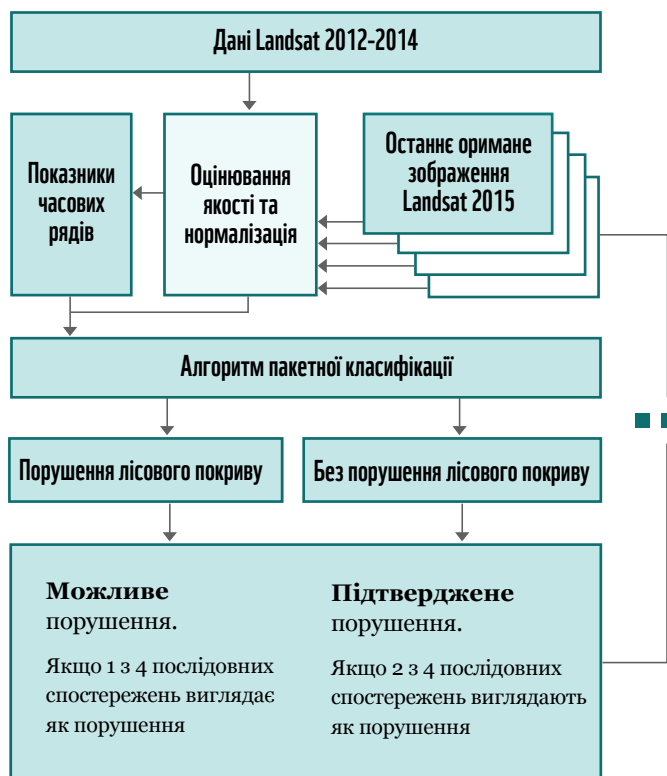 Дані Landsat 2012-2014
Показники
часових
рядів
Оцінювання
якості та
нормалізація
Останнє оримане
зображення
Landsat 2015
Алгоритм пакетної класифікації
Порушення лісового покриву
Без порушення лісового покриву
Можливе
порушення.
Якщо 1 з 4 послідовних
спостережень виглядає
як порушення
Підтверджене
порушення.
Якщо 2 з 4 послідовних
спостережень виглядають
як порушення